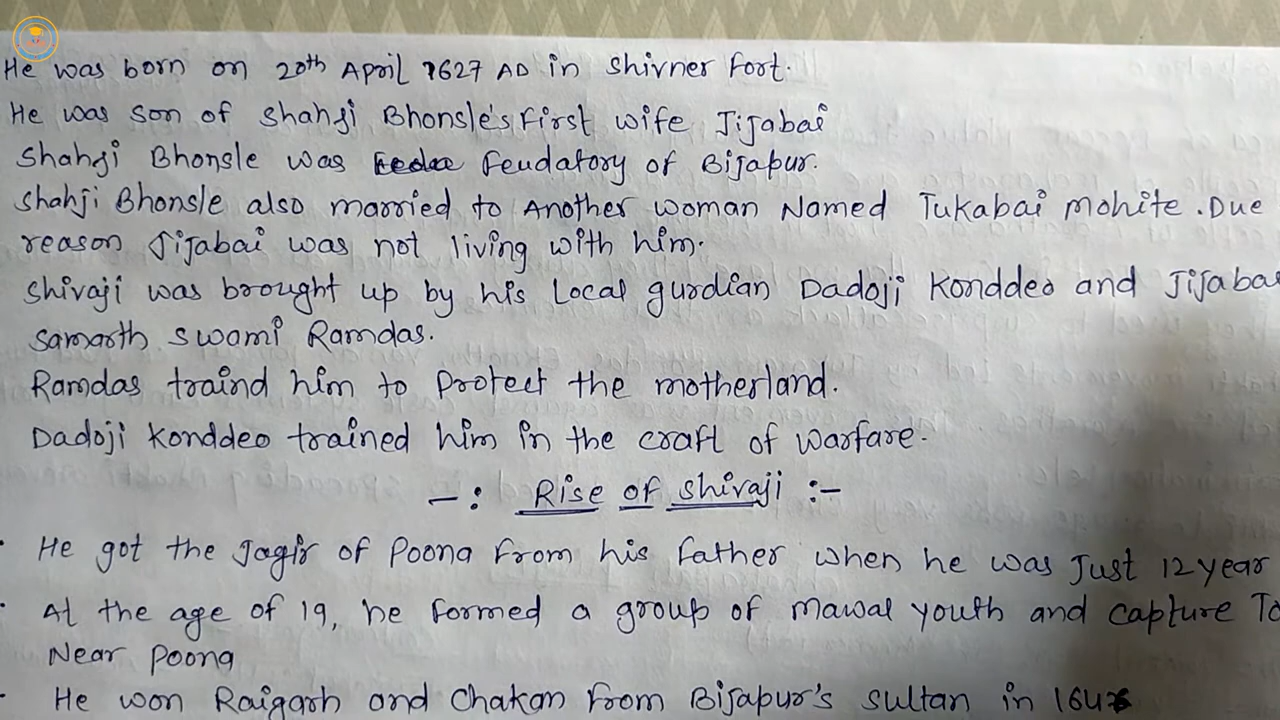 He was born on 20th April 1627 AD in Shivner Fort.
He was son of Shahji Bhonsle's First wife Jijabai
Shahji Bhonsle was Feudatory of Bijapur.
Shahji Bhonsle also married to Another woman Named Tukabai Mohite. Due
reason Jijabai was not living with him.
Shivaji was brought up by his Local gurdian Dadoji Konddeo and Jijabai
Samarth Swami Ramdas.
Ramdas traind him to Protect the motherland.
Dadoji Konddeo trained him in the craft of warfare.
-: Rise of Shivaji :-
• He got the Jagir of Poona From his Father when he was Just 12 year
• At the age of 19, he Formed a group of Mawal youth and Capture
Near Poona
• He won Raigarh and Chakan From Bijapur's Sultan in